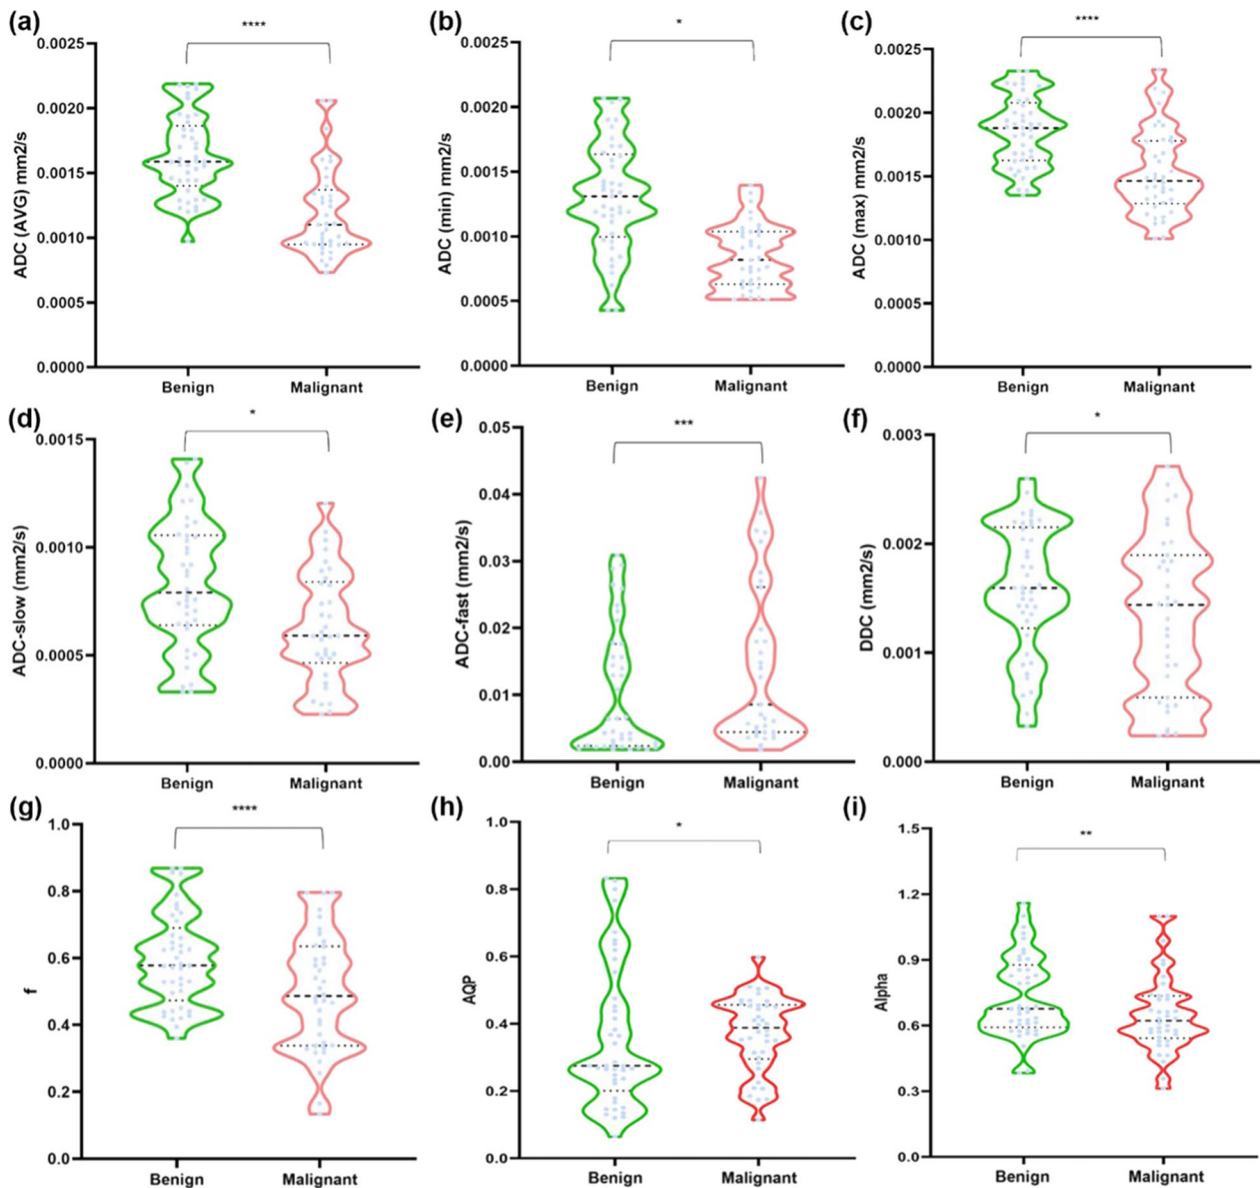 (a)
****
ADC (AVG) mm2/s
0.0025
0.0020
0.0015
0.0010
0.0005
0.0000
Benign
Malignant
(b)
*
ADC (min) mm2/s
0.0025
0.0020
0.0015
0.0010
0.0005
0.0000
Benign
Malignant
(c)
****
ADC (max) mm2/s
0.0025
0.0020
0.0015
0.0010
0.0005
0.0000
Benign
Malignant
(d)
*
ADC-slow (mm2/s)
0.0015
0.0010
0.0005
0.0000
Benign
Malignant
(e)
***
ADC-fast (mm2/s)
0.05
0.04
0.03
0.02
0.01
0.00
Benign
Malignant
(f)
*
DDC (mm2/s)
0.003
0.002
0.001
0.000
Benign
Malignant
(g)
****
f
1.0
0.8
0.6
0.4
0.2
0.0
Benign
Malignant
(h)
*
AQP
1.0
0.8
0.6
0.4
0.2
0.0
Benign
Malignant
(i)
**
Alpha
1.5
1.2
0.9
0.6
0.3
0.0
Benign
Malignant